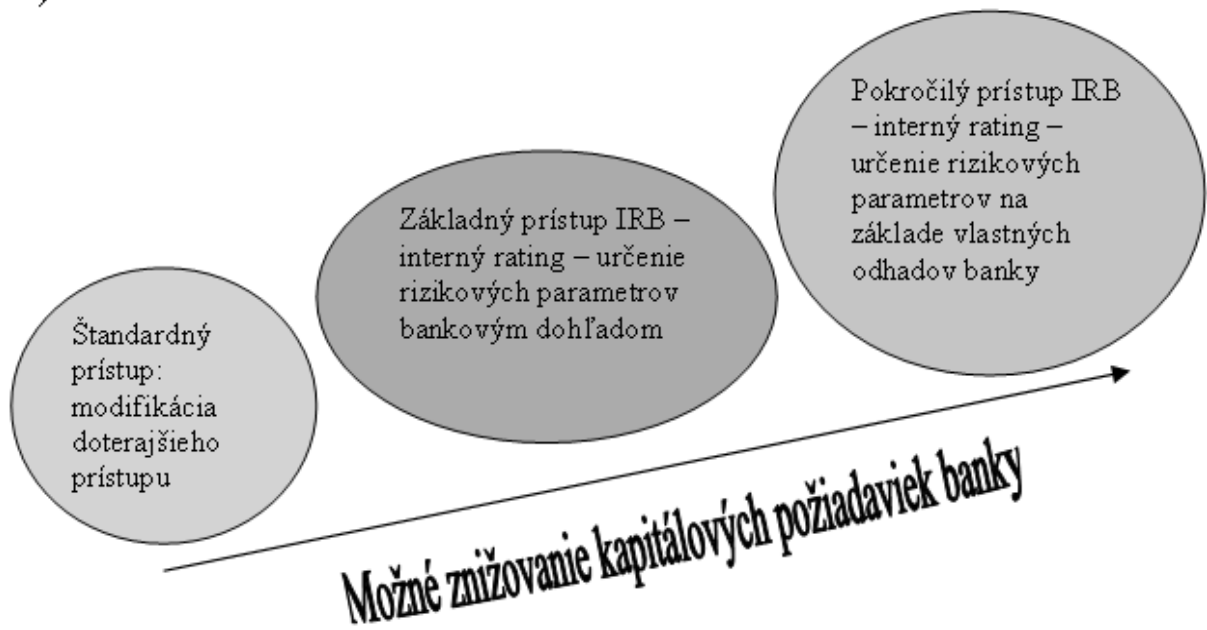 Štandardný
prístup:
modifikácia
doterajšieho
prístupu
Základný prístup IRB –
interný rating – určenie
rizikových parametrov
bankovým dohľadom
Pokročilý prístup IRB
– interný rating –
určenie rizikových
parametrov na
základe vlastných
odhadov banky
Možné znižovanie kapitálových požiadaviek banky